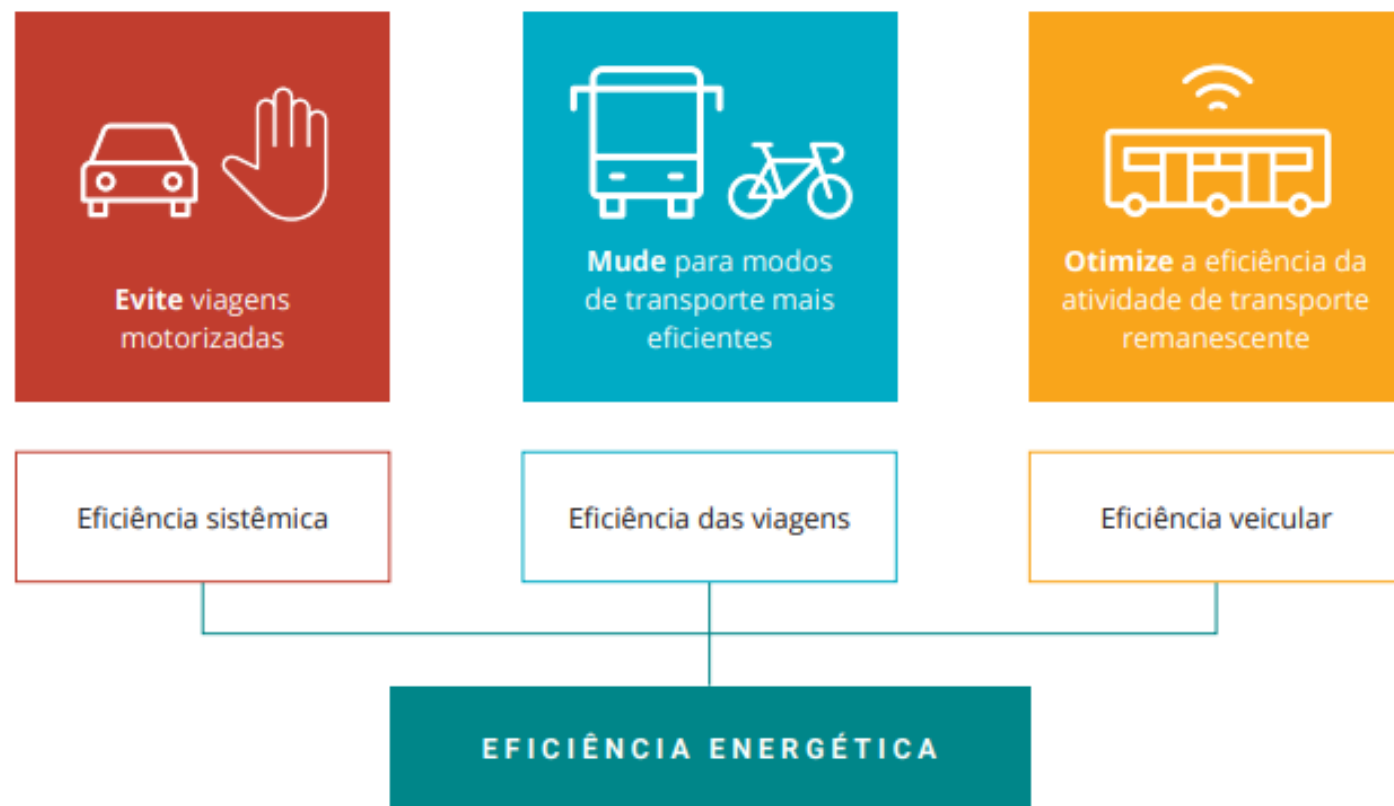 Evite viagens
motorizadas
Mude para modos
de transporte mais
eficientes
Otimize a eficiência da
atividade de transporte
remanescente
Eficiência sistêmica
Eficiência das viagens
Eficiência veicular
EFICIÊNCIA ENERGÉTICA